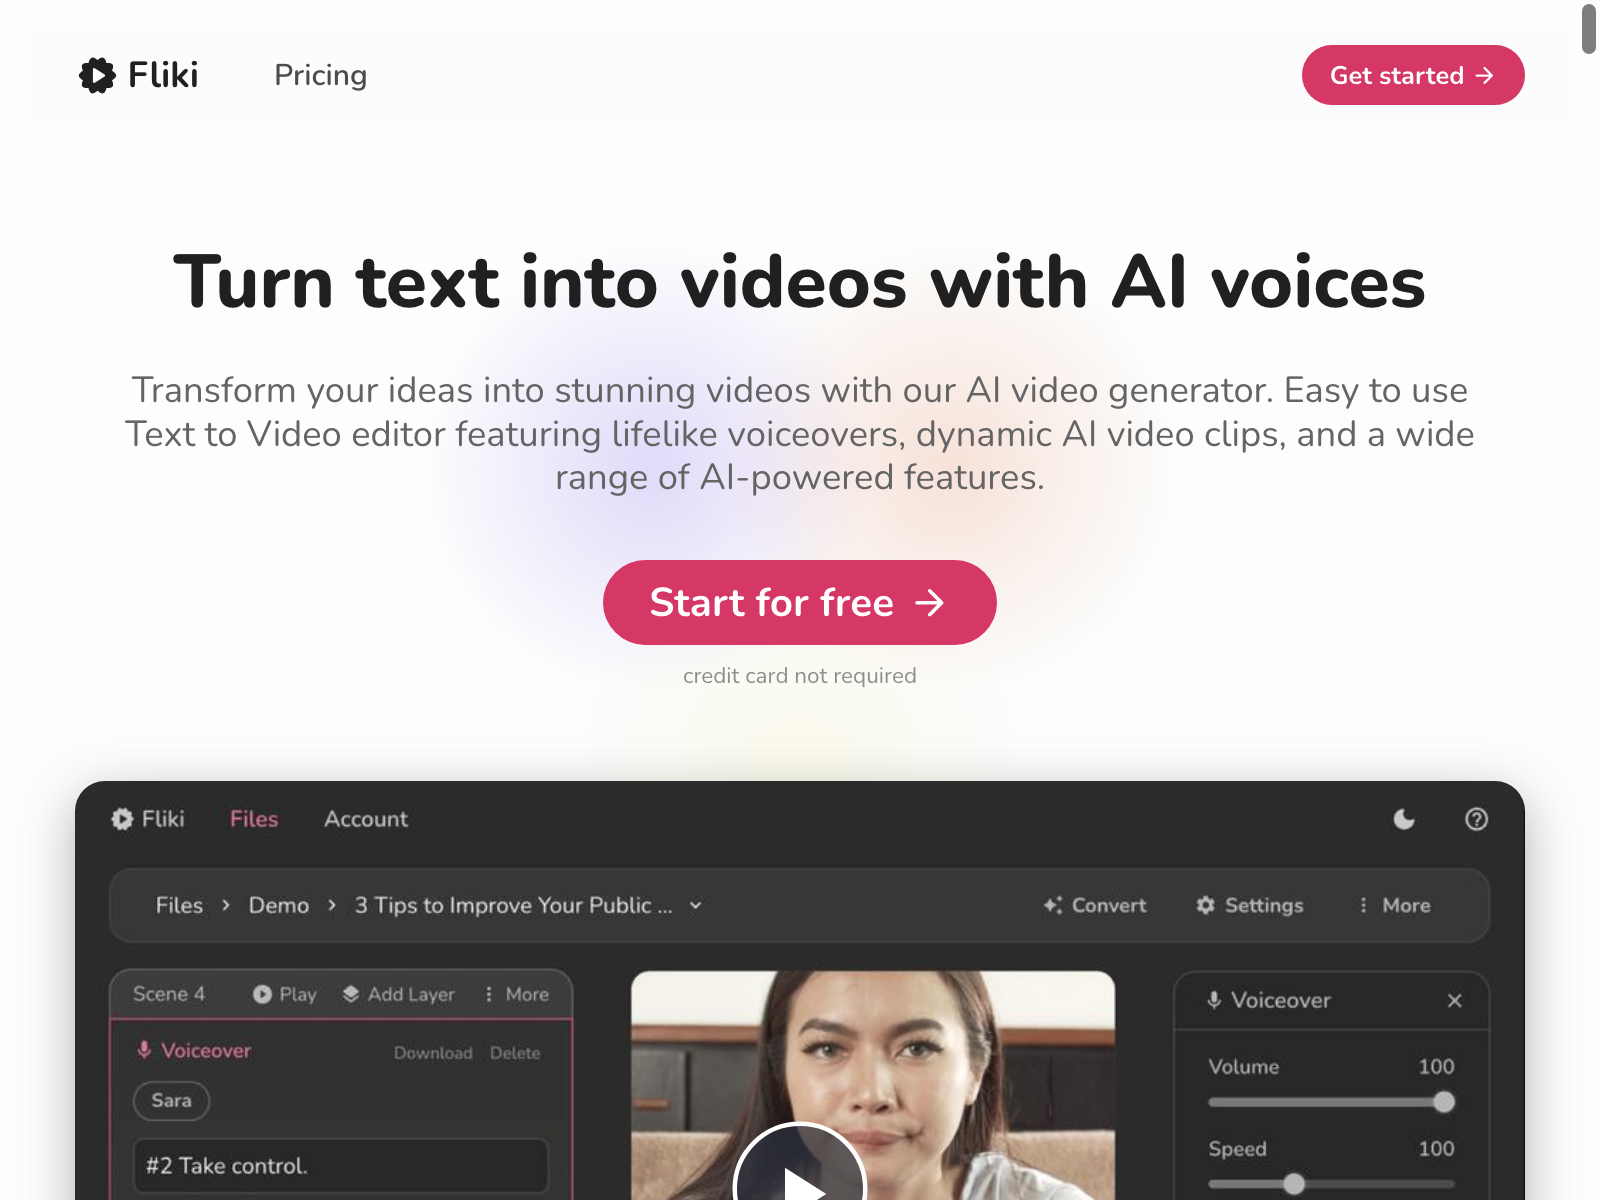 Fliki
Pricing
Get started
Turn text into videos with AI voices
Transform your ideas into stunning videos with our AI video generator. Easy to use
Text to Video editor featuring lifelike voiceovers, dynamic AI video clips, and a wide
range of AI-powered features.
Start for free
credit card not required
Fliki
Files
Account
Files
Demo
3 Tips to Improve Your Public ...
Convert
Settings
More
Scene 4
Play
Add Layer
More
Voiceover
Download
Delete
Sara
#2 Take control.
Voiceover
Volume
100
Speed
100